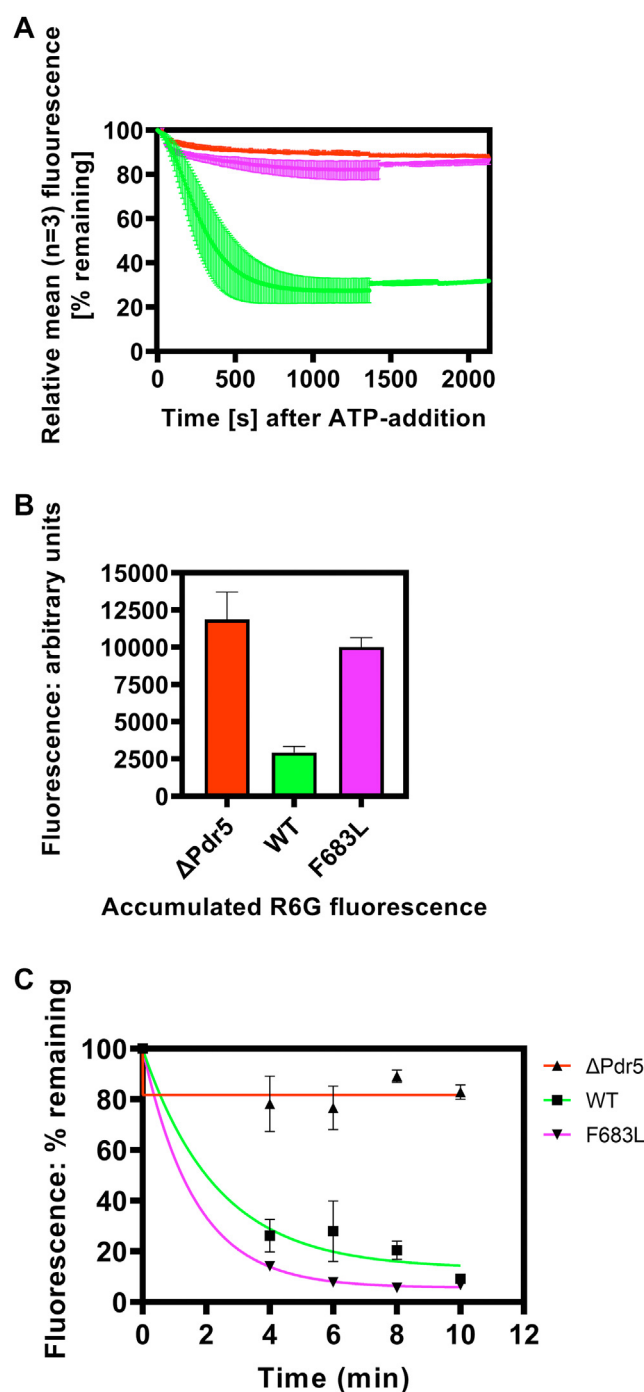 A
Relative mean (n=3) fluourescence
[% remaining]
100
80
60
40
20
0
0 500 1000 1500 2000
Time [s] after ATP-addition
B
Fluorescence: arbitrary units
15000
12500
10000
7500
5000
2500
0
ΔPdr5 WT F683L
Accumulated R6G fluorescence
C
Fluorescence: % remaining
100
80
60
40
20
0
0 2 4 6 8 10 12
Time (min)
ΔPdr5
WT
F683L